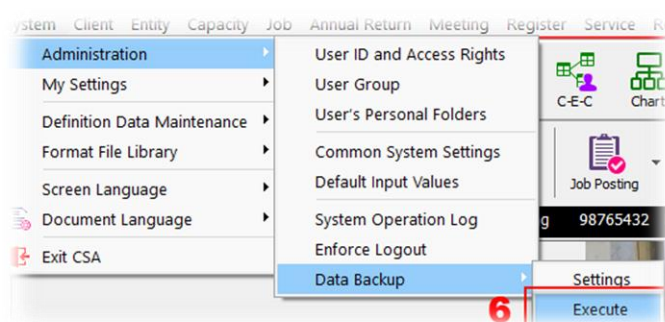 System Client Entity Capacity Job Annual Return Meeting Register Service
Administration
My Settings
Definition Data Maintenance
Format File Library
Screen Language
Document Language
Exit CSA
User ID and Access Rights
User Group
User's Personal Folders
Common System Settings
Default Input Values
System Operation Log
Enforce Logout
Data Backup
Settings
Execute
6
C-E-C
Chart
Job Posting
g 98765432